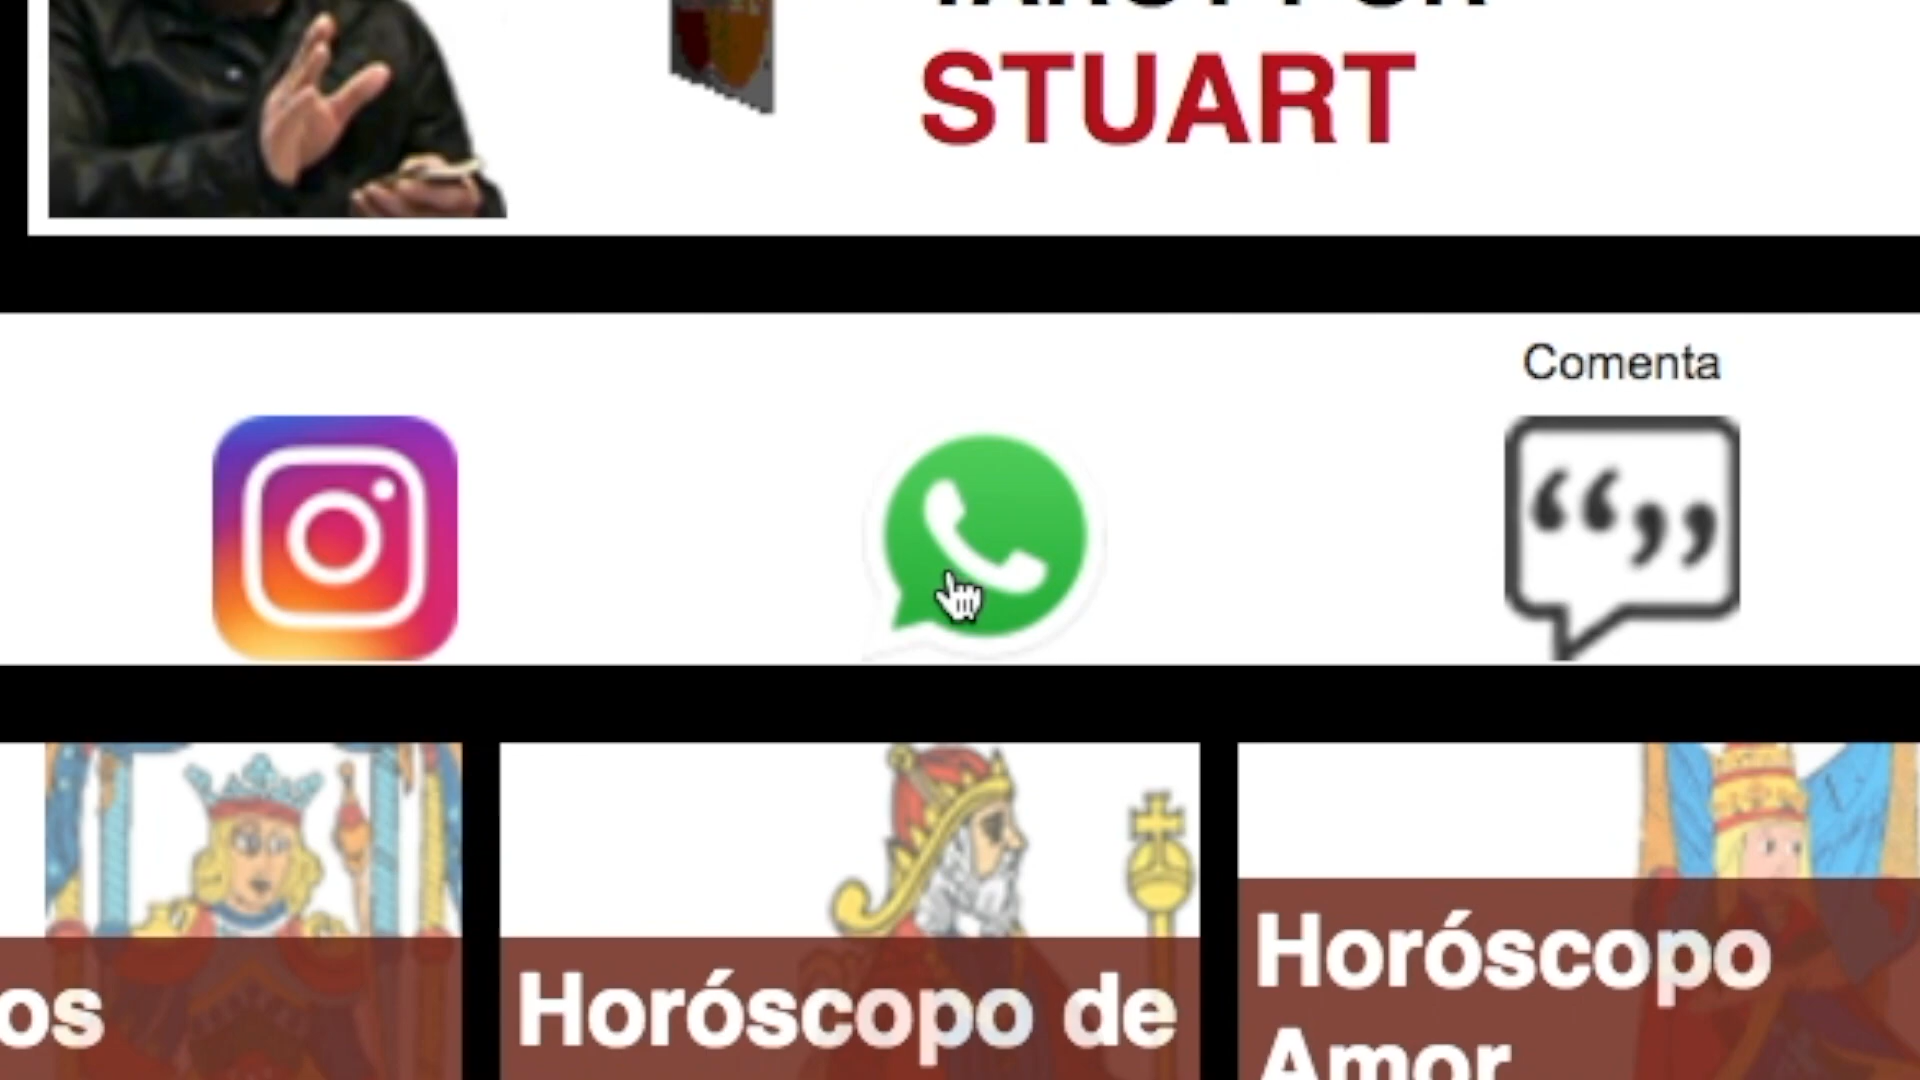 STUART
Comenta
os
Horóscopo de
Horóscopo
Amor